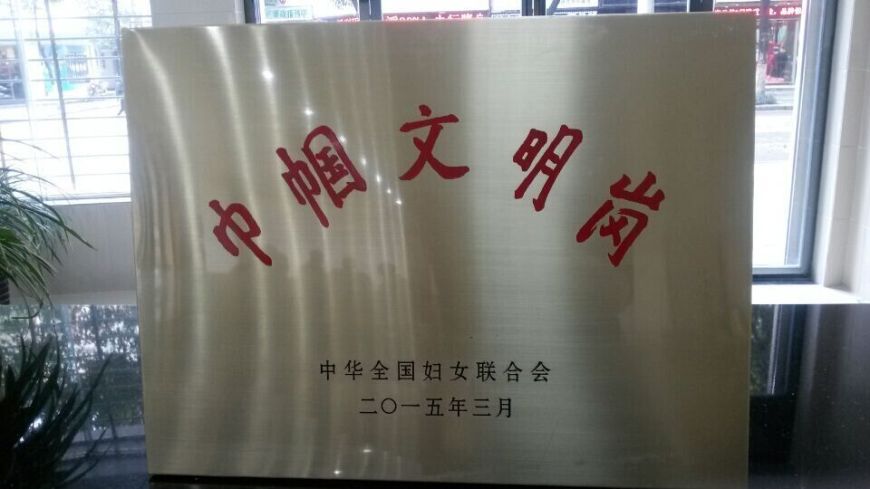 巾帼文明岗
中华全国妇女联合会
二〇一五年三月